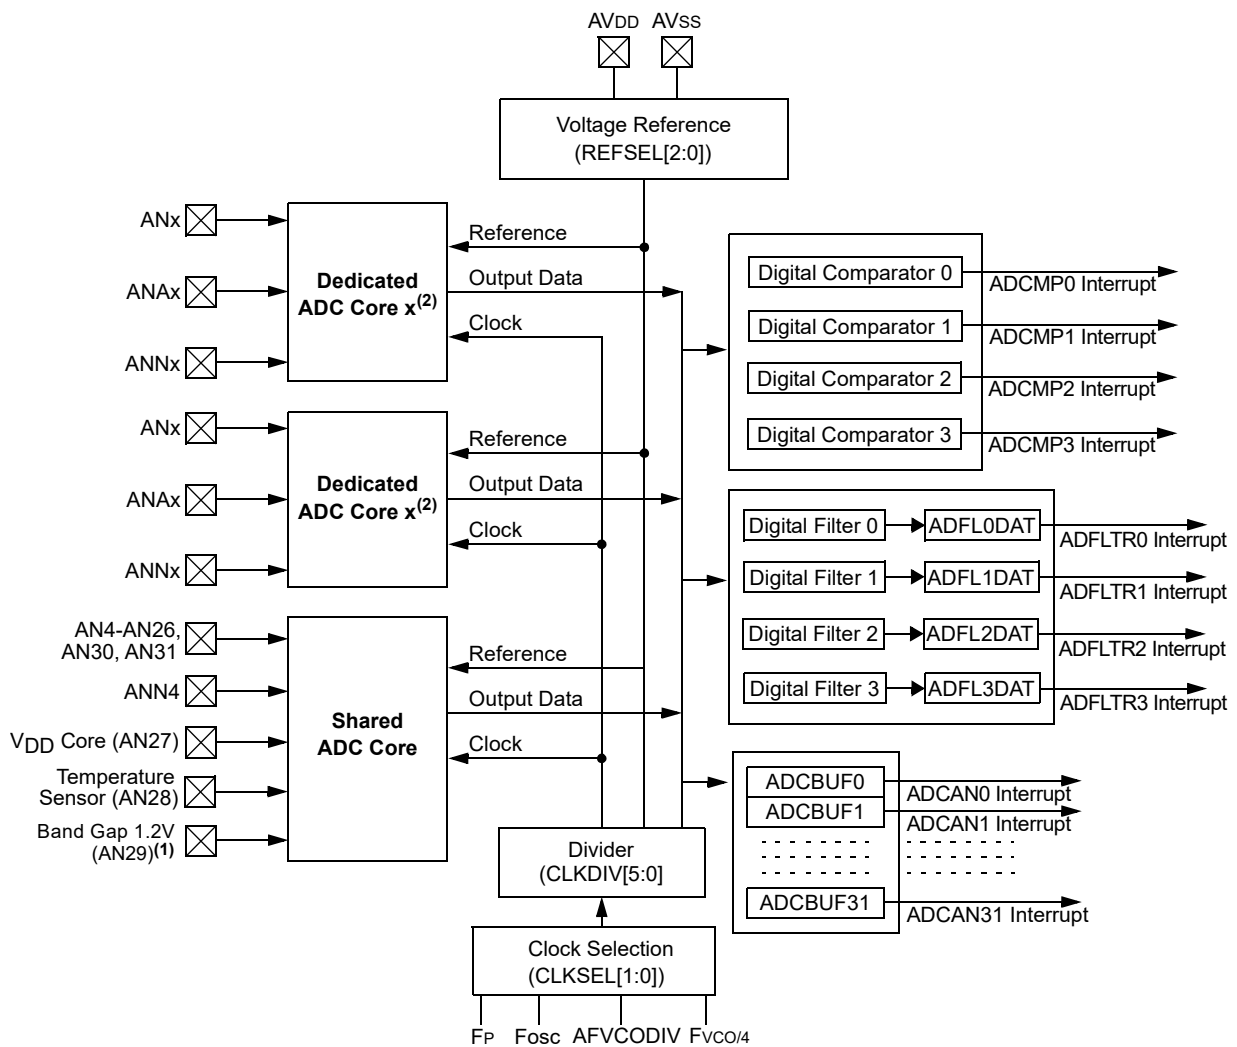 AVDD AVSS
Voltage Reference
(REFSEL[2:0])
ANx
ANAx
ANNx
Dedicated
ADC Core x(2)
Reference
Output Data
Clock
ANx
ANAx
ANNx
Dedicated
ADC Core x(2)
Reference
Output Data
Clock
AN4-AN26,
AN30, AN31
ANN4
VDD Core (AN27)
Temperature
Sensor (AN28)
Band Gap 1.2V
(AN29)(1)
Shared
ADC Core
Reference
Output Data
Clock
Digital Comparator 0
ADCMP0 Interrupt
Digital Comparator 1
ADCMP1 Interrupt
Digital Comparator 2
ADCMP2 Interrupt
Digital Comparator 3
ADCMP3 Interrupt
Digital Filter 0 ADFL0DAT
ADFLTR0 Interrupt
Digital Filter 1 ADFL1DAT
ADFLTR1 Interrupt
Digital Filter 2 ADFL2DAT
ADFLTR2 Interrupt
Digital Filter 3 ADFL3DAT
ADFLTR3 Interrupt
ADCBUF0
ADCAN0 Interrupt
ADCBUF1
ADCAN1 Interrupt
ADCBUF31
ADCAN31 Interrupt
Divider
(CLKDIV[5:0]
Clock Selection
(CLKSEL[1:0])
FP Fosc AFVCODIV FVCO/4